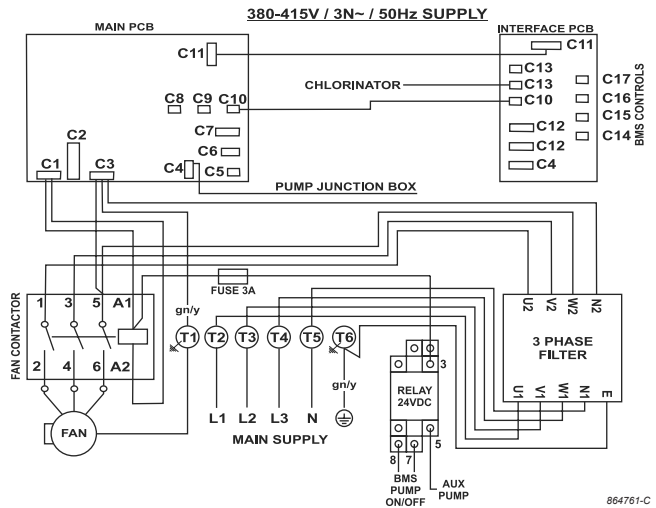 380-415V / 3N~ / 50Hz SUPPLY
MAIN PCB
INTERFACE PCB
C11
C11
C13
C17
CHLORINATOR
C13
C8 C9 C10
C10
C16
C7
C12
C15
C2
C12
C14
C1
C3
C6
C4
C5
C4
BMS CONTROLS
PUMP JUNCTION BOX
FAN CONTACTOR
1 3 5 A1
2 4 6 A2
FAN
gn/y
FUSE 3A
T1 T2 T3 T4 T5 T6
gn/y
L1 L2 L3 N
MAIN SUPPLY
3
RELAY
24VDC
5
8 7
BMS
PUMP
ON/OFF
AUX
PUMP
U2 V2 W2 N2
3 PHASE
FILTER
U1 V1 W1 N1 E
864761-C